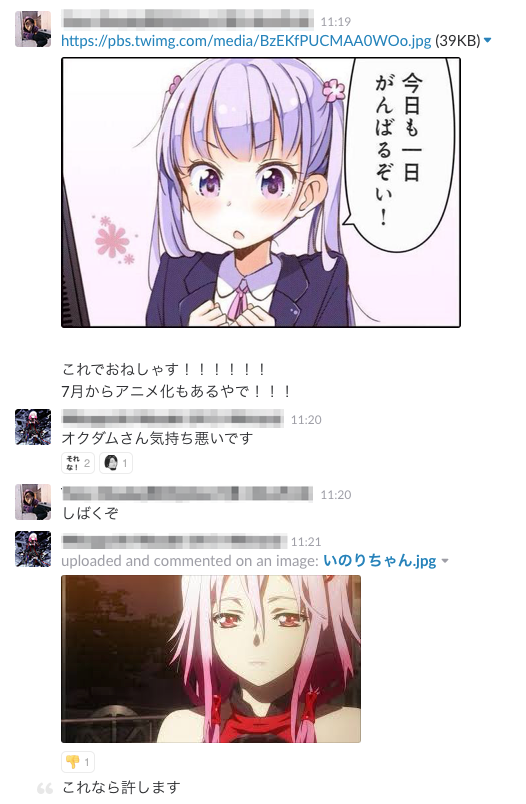 11:19
https://pbs.twimg.com/media/BzEKfPUCMAA0WOo.jpg (39KB)
今日も一日
がんばるぞい！
これでおねしゃす！！！！！！
7月からアニメ化もあるやで！！！
11:20
オクダムさん気持ち悪いです
それな！ 2 1
11:20
しばくぞ
11:21
uploaded and commented on an image: いのりちゃん.jpg
1
これなら許します